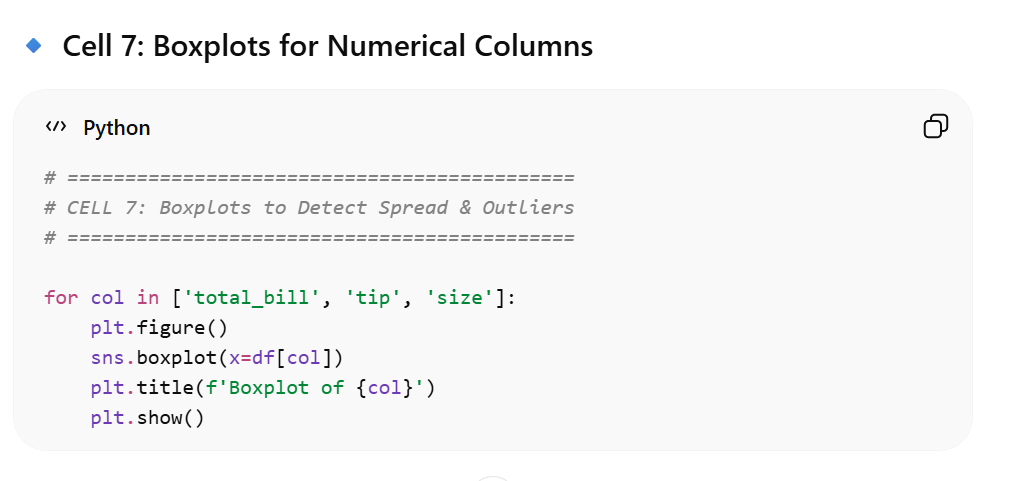 Cell 7: Boxplots for Numerical Columns
</> Python
# ============================================
# CELL 7: Boxplots to Detect Spread & Outliers
# ============================================
for col in ['total_bill', 'tip', 'size']:
    plt.figure()
    sns.boxplot(x=df[col])
    plt.title(f'Boxplot of {col}')
    plt.show()